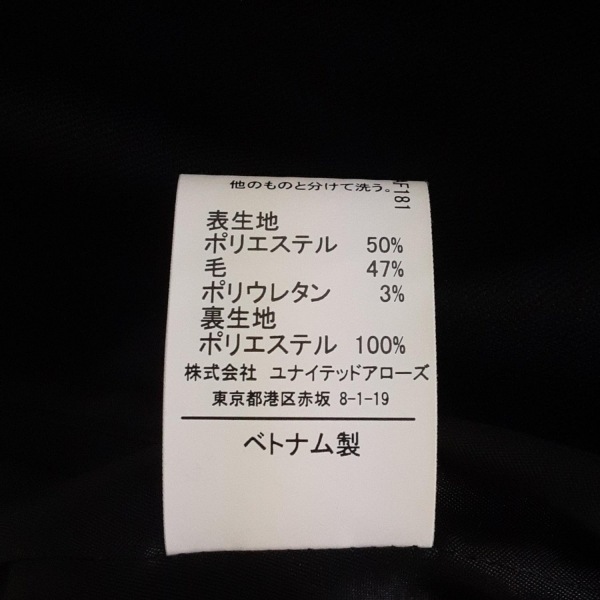 他のものと分けて洗う。
F181
表生地
ポリエステル 50%
毛 47%
ポリウレタン 3%
裏生地
ポリエステル 100%
株式会社 ユナイテッドアローズ
東京都港区赤坂 8-1-19
ベトナム製